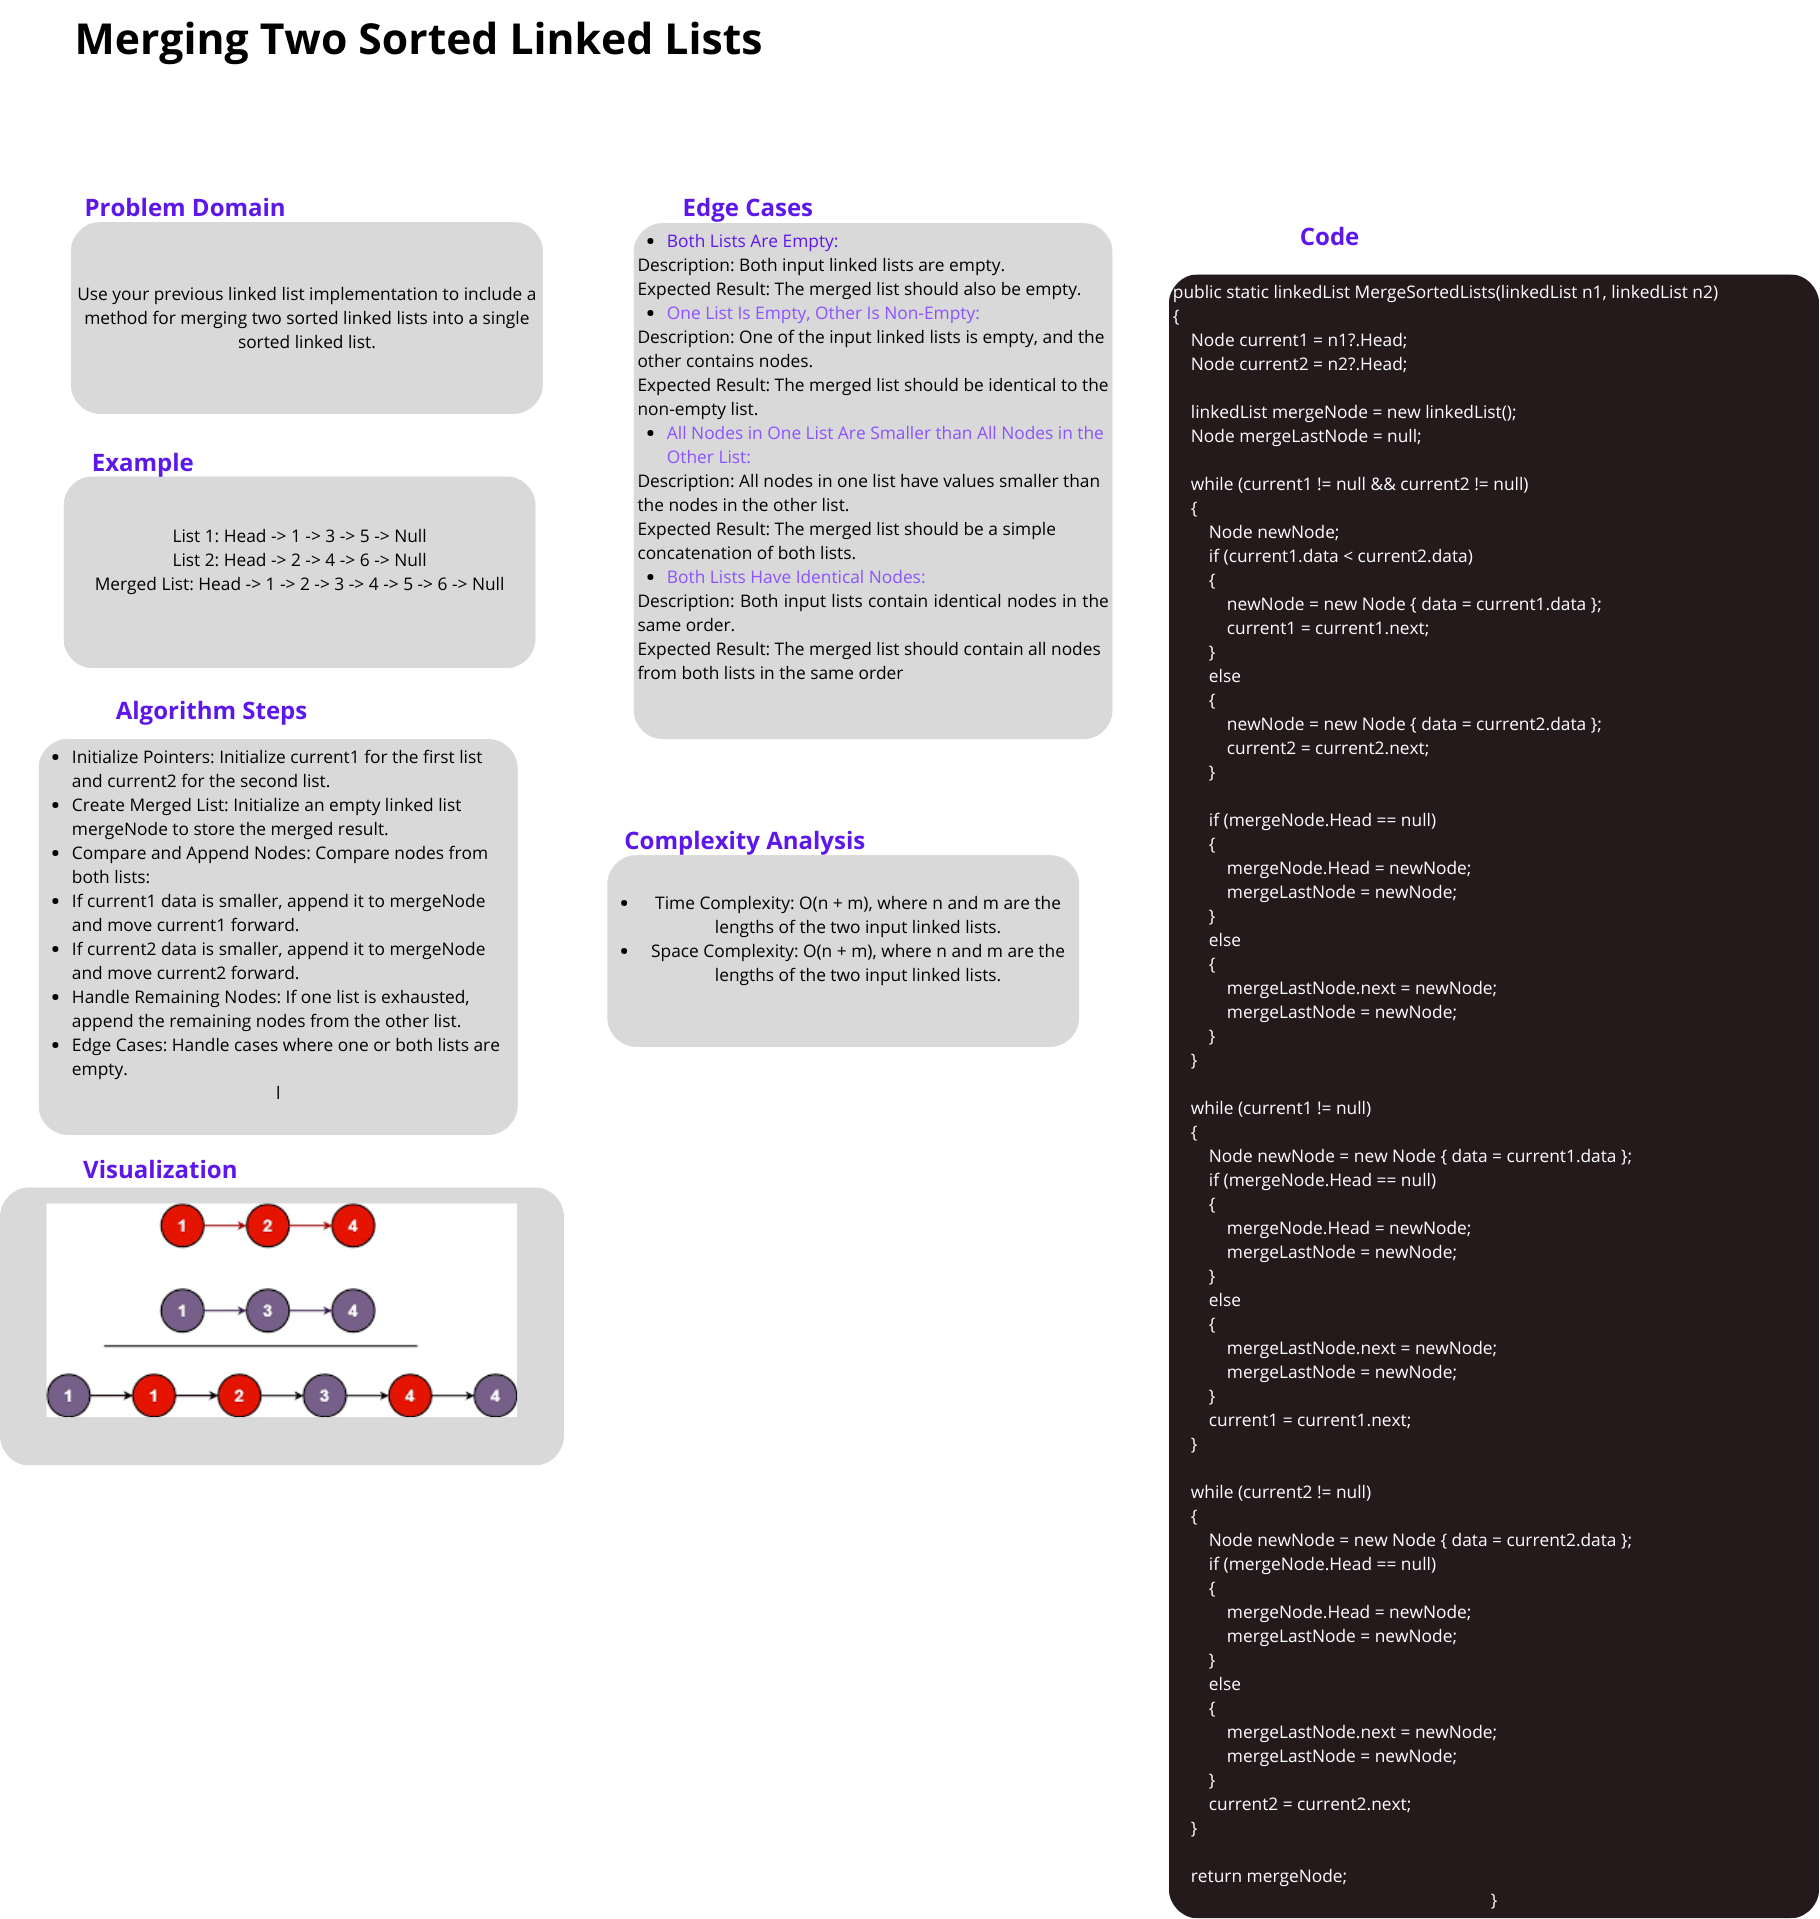 Merging Two Sorted Linked Lists
Problem Domain
Use your previous linked list implementation to include a
method for merging two sorted linked lists into a single
sorted linked list.
Example
List 1: Head -> 1 -> 3 -> 5 -> Null
List 2: Head -> 2 -> 4 -> 6 -> Null
Merged List: Head -> 1 -> 2 -> 3 -> 4 -> 5 -> 6 -> Null
Algorithm Steps
• Initialize Pointers: Initialize current1 for the first list
and current2 for the second list.
• Create Merged List: Initialize an empty linked list
mergeNode to store the merged result.
• Compare and Append Nodes: Compare nodes from
both lists:
• If current1 data is smaller, append it to mergeNode
and move current1 forward.
• If current2 data is smaller, append it to mergeNode
and move current2 forward.
• Handle Remaining Nodes: If one list is exhausted,
append the remaining nodes from the other list.
• Edge Cases: Handle cases where one or both lists are
empty.
l
Visualization
1 2 4
1 3 4
1 1 2 3 4 4
Edge Cases
• Both Lists Are Empty:
Description: Both input linked lists are empty.
Expected Result: The merged list should also be empty.
• One List Is Empty, Other Is Non-Empty:
Description: One of the input linked lists is empty, and the
other contains nodes.
Expected Result: The merged list should be identical to the
non-empty list.
• All Nodes in One List Are Smaller than All Nodes in the
Other List:
Description: All nodes in one list have values smaller than
the nodes in the other list.
Expected Result: The merged list should be a simple
concatenation of both lists.
• Both Lists Have Identical Nodes:
Description: Both input lists contain identical nodes in the
same order.
Expected Result: The merged list should contain all nodes
from both lists in the same order
Complexity Analysis
• Time Complexity: O(n + m), where n and m are the
lengths of the two input linked lists.
• Space Complexity: O(n + m), where n and m are the
lengths of the two input linked lists.
Code
public static linkedList MergeSortedLists(linkedList n1, linkedList n2)
{
Node current1 = n1?.Head;
Node current2 = n2?.Head;
linkedList mergeNode = new linkedList();
Node mergeLastNode = null;
while (current1 != null && current2 != null)
{
Node newNode;
if (current1.data < current2.data)
{
newNode = new Node { data = current1.data };
current1 = current1.next;
}
else
{
newNode = new Node { data = current2.data };
current2 = current2.next;
}
if (mergeNode.Head == null)
{
mergeNode.Head = newNode;
mergeLastNode = newNode;
}
else
{
mergeLastNode.next = newNode;
mergeLastNode = newNode;
}
}
while (current1 != null)
{
Node newNode = new Node { data = current1.data };
if (mergeNode.Head == null)
{
mergeNode.Head = newNode;
mergeLastNode = newNode;
}
else
{
mergeLastNode.next = newNode;
mergeLastNode = newNode;
}
current1 = current1.next;
}
while (current2 != null)
{
Node newNode = new Node { data = current2.data };
if (mergeNode.Head == null)
{
mergeNode.Head = newNode;
mergeLastNode = newNode;
}
else
{
mergeLastNode.next = newNode;
mergeLastNode = newNode;
}
current2 = current2.next;
}
return mergeNode;
}